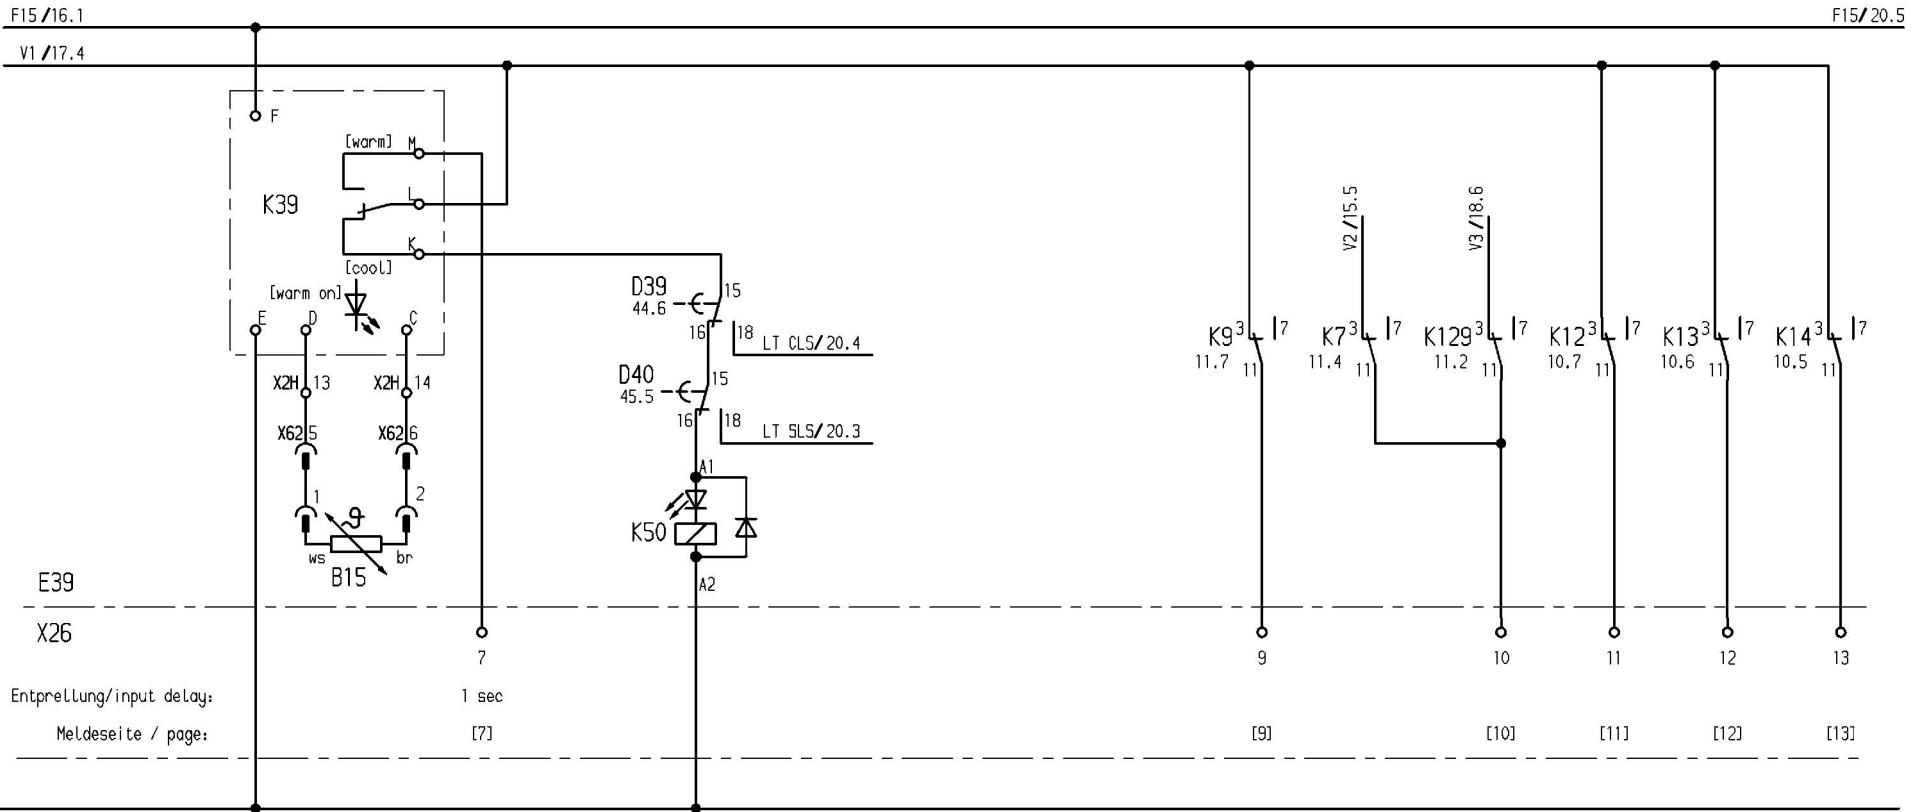 F15/16.1
F15/20.5
V1/17.4
F
[warm] M
K39
L
K
[cool]
[warm on]
E
D
C
X2H 13
X2H 14
X62 5
X62 6
1
2
ϑ
ws
br
B15
D39
44.6
15
16
18
LT CLS/20.4
D40
45.5
15
16
18
LT SLS/20.3
A1
K50
A2
V2/15.5
V3/18.6
K9 3 7
11.7
11
K7 3 7
11.4
11
K129 3 7
11.2
11
K12 3 7
10.7
11
K13 3 7
10.6
11
K14 3 7
10.5
11
E39
X26
7
9
10
11
12
13
Entprellung/input delay:
1 sec
Meldeseite / page:
[7]
[9]
[10]
[11]
[12]
[13]